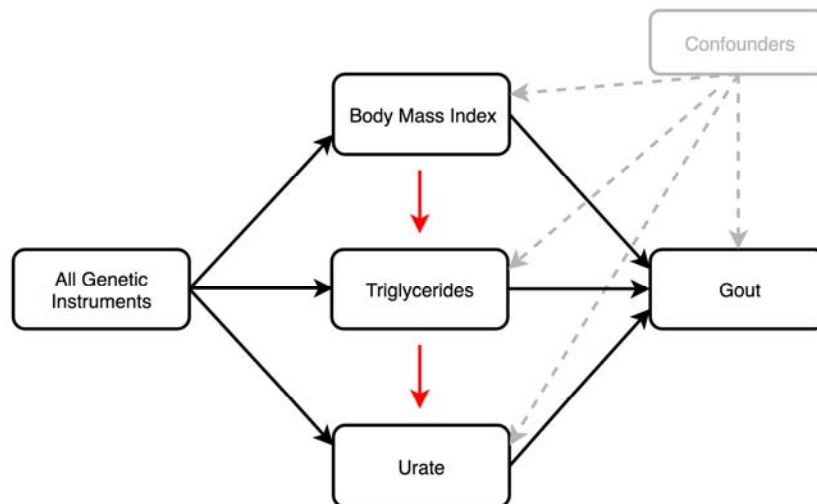 Confounders
Body Mass Index
All Genetic
Instruments
Triglycerides
Gout
Urate